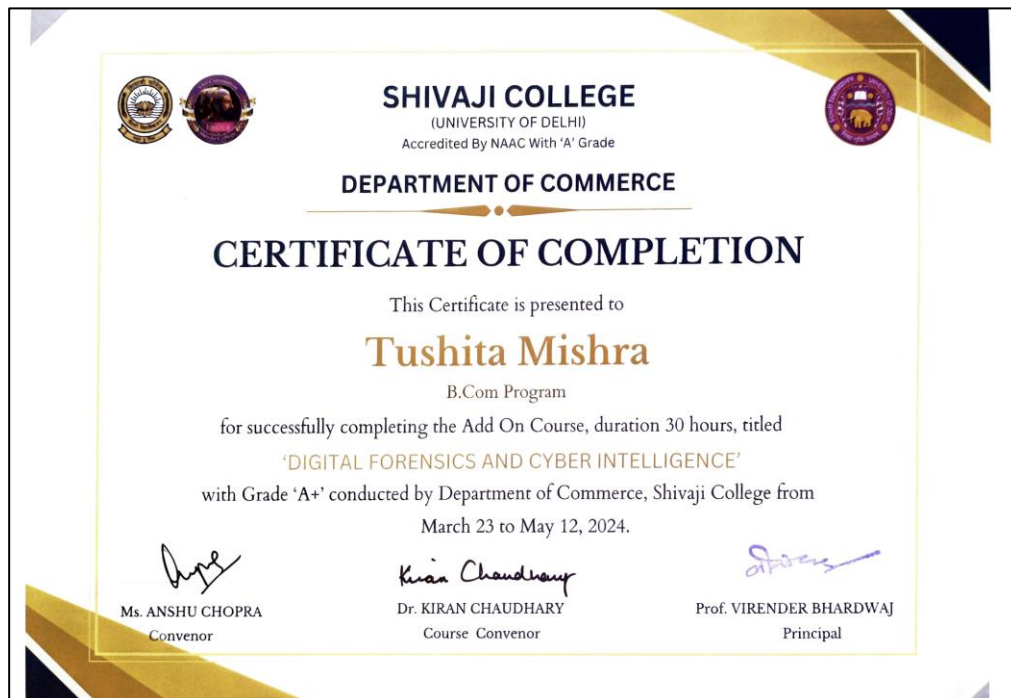 SHIVAJI COLLEGE
(UNIVERSITY OF DELHI)
Accredited By NAAC With 'A' Grade
DEPARTMENT OF COMMERCE
CERTIFICATE OF COMPLETION
This Certificate is presented to
Tushita Mishra
B.Com Program
for successfully completing the Add On Course, duration 30 hours, titled
'DIGITAL FORENSICS AND CYBER INTELLIGENCE'
with Grade 'A+' conducted by Department of Commerce, Shivaji College from
March 23 to May 12, 2024.
Kiran Chaudhary
Ms. ANSHU CHOPRA
Convenor
Dr. KIRAN CHAUDHARY
Course Convenor
Prof. VIRENDER BHARDWAJ
Principal